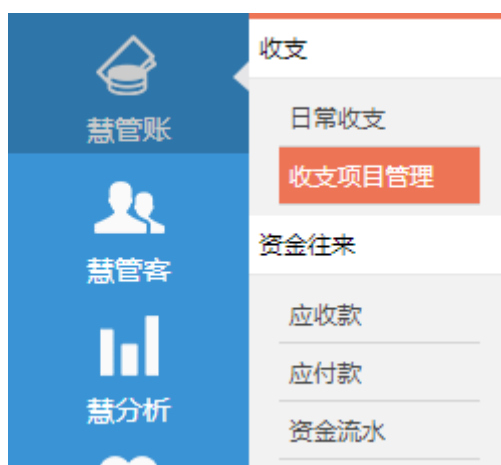 慧管账
慧管客
慧分析
收支
日常收支
收支项目管理
资金往来
应收款
应付款
资金流水